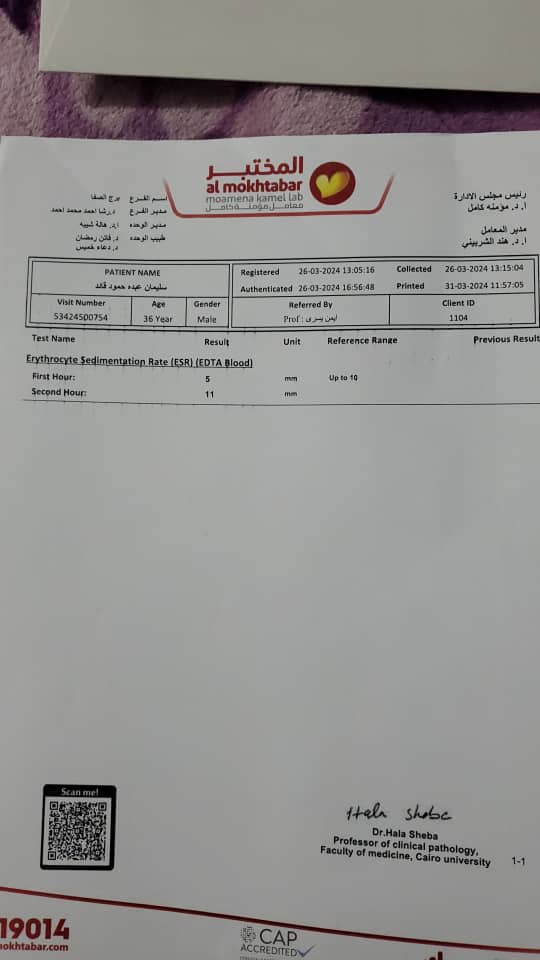 المختبر
al mokhtabar
moamena kamel lab
معامل مؤمنة كامل
رئيس مجلس الادارة
أ. د. مؤمنه كامل
مدير المعامل
أ. د. هند الشربيني
اسم الفرع برج الصفا
مدير الفرع د.رشا احمد محمد احمد
مدير الوحده أ.د. هالة شيبه
طبيب الوحده د. فاتن رمضان
د. دعاء خميس
PATIENT NAME
سليمان عبده حمود قائد
Visit Number Age Gender
53424500754 36 Year Male
Registered 26-03-2024 13:05:16 Collected 26-03-2024 13:15:04
Authenticated 26-03-2024 16:56:48 Printed 31-03-2024 11:57:05
Referred By Client ID
Prof : ايمن يسرى 1104
Test Name Result Unit Reference Range Previous Result
Erythrocyte Sedimentation Rate (ESR) (EDTA Blood)
First Hour: 5 mm Up to 10
Second Hour: 11 mm
Scan me!
Hala Sheba
Dr.Hala Sheba
Professor of clinical pathology,
Faculty of medicine, Cairo university
1-1
19014
mokhtabar.com
CAP
ACCREDITED